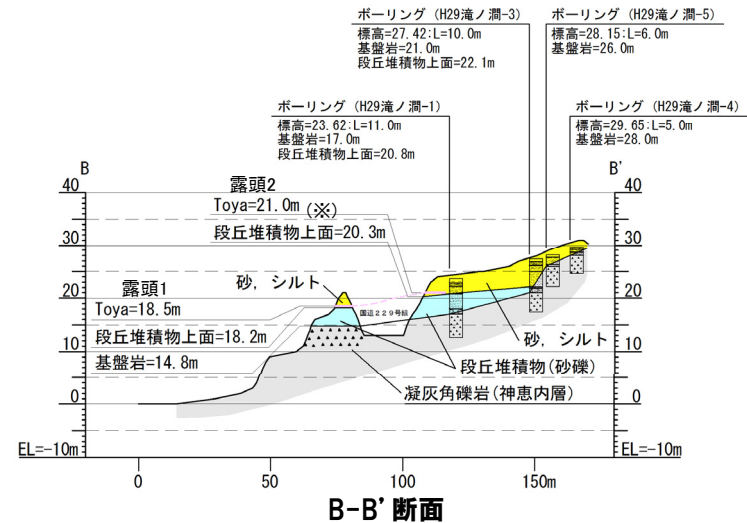 ボーリング (H29滝ノ澗-3)
標高=27.42:L=10.0m
基盤岩=21.0m
段丘堆積物上面=22.1m
ボーリング (H29滝ノ澗-5)
標高=28.15:L=6.0m
基盤岩=26.0m
ボーリング (H29滝ノ澗-1)
標高=23.62:L=11.0m
基盤岩=17.0m
段丘堆積物上面=20.8m
ボーリング (H29滝ノ澗-4)
標高=29.65:L=5.0m
基盤岩=28.0m
B
B'
40
30
20
10
0
EL=-10m
40
30
20
10
0
EL=-10m
露頭2
Toya=21.0m(※)
段丘堆積物上面=20.3m
露頭1
Toya=18.5m
段丘堆積物上面=18.2m
基盤岩=14.8m
砂, シルト
国道229号線
砂, シルト
段丘堆積物(砂礫)
凝灰角礫岩(神恵内層)
0
50
100
150m
B-B'断面